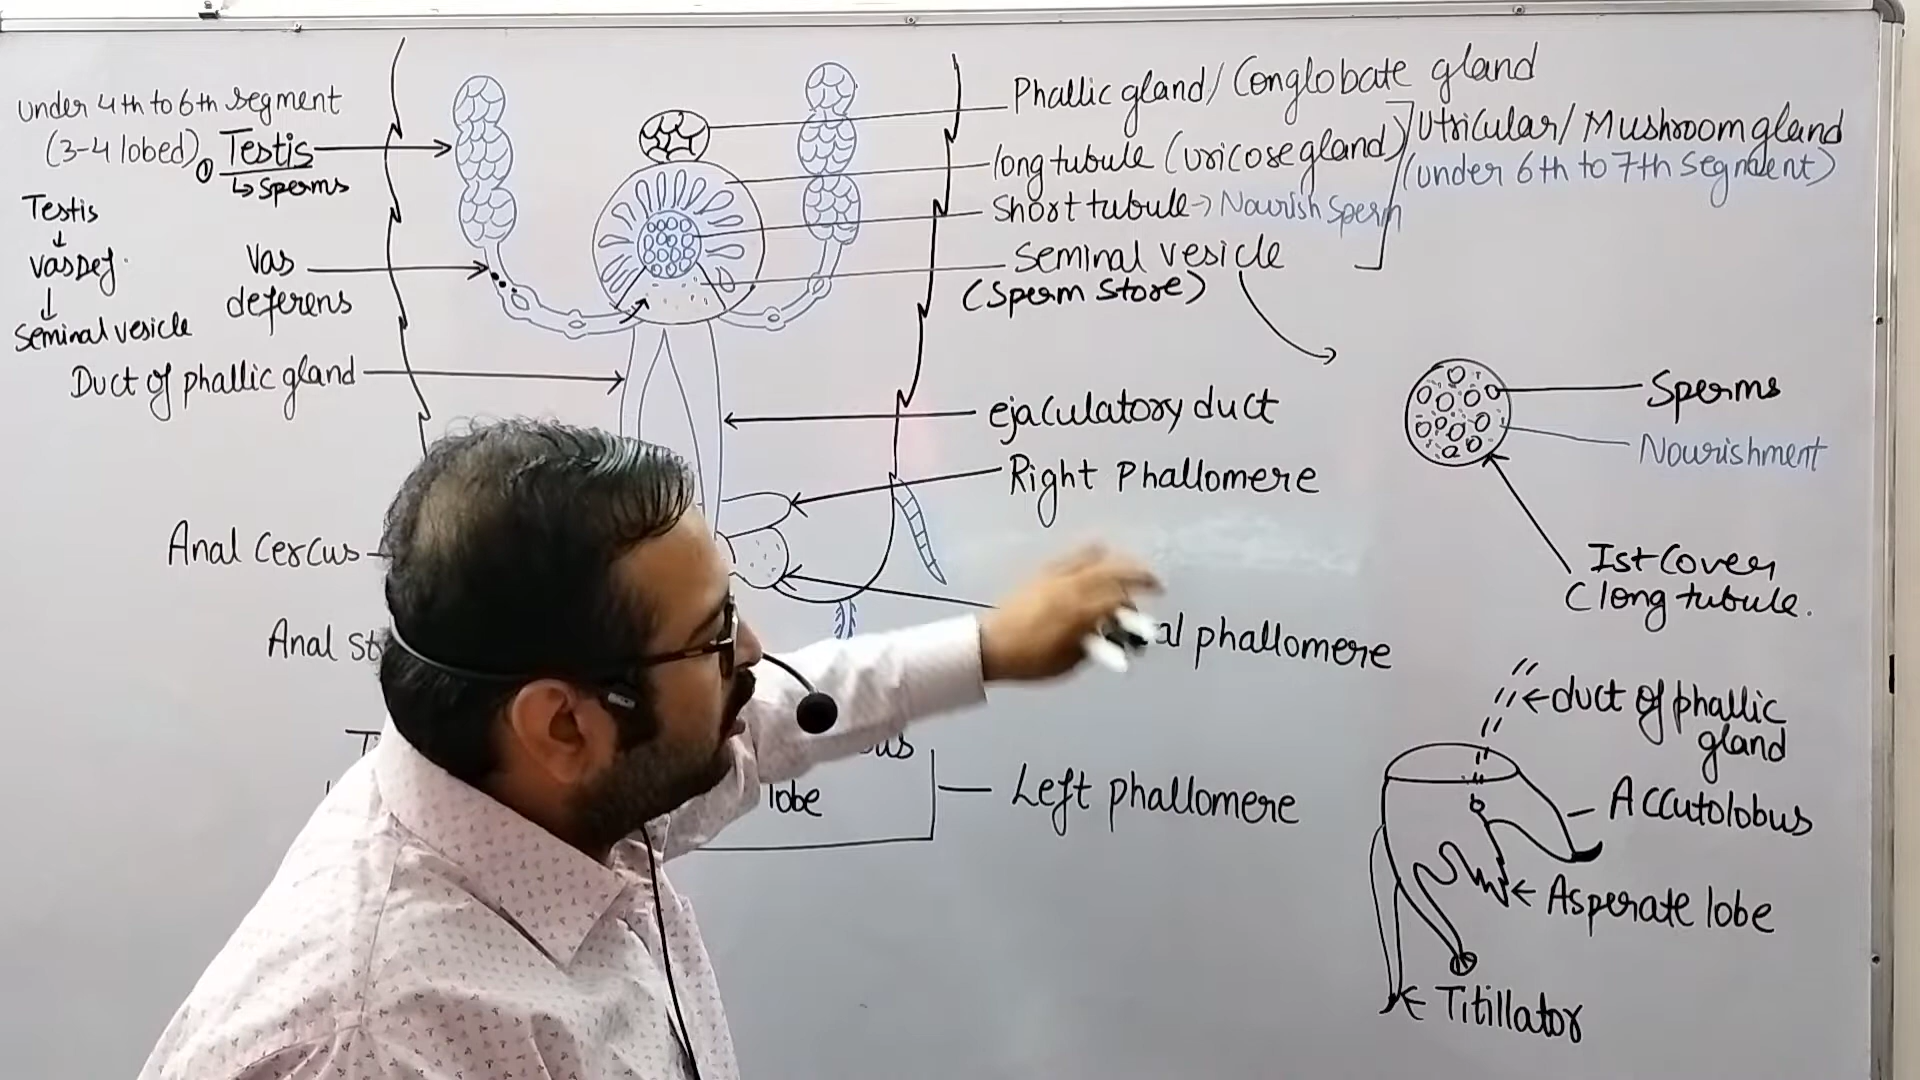 under 4th to 6th segment
(3-4 lobed) ① Testis
↳ Sperms
Testis
↓
Vas Def.
↓
Seminal vesicle
Vas
deferens
Duct of phallic gland
Anal Cercus
Anal st
lobe
Phallic gland / Conglobate gland
long tubule (uricose gland)
Short tubule → Nourish Sperm
Seminal vesicle
(Sperm Store)
Utricular / Mushroom gland
(under 6th to 7th segment)
ejaculatory duct
Right Phallomere
al phallomere
Left phallomere
Sperms
Nourishment
Ist Cover
(long tubule.
duct of phallic
gland
Accutolobus
Asperate lobe
Titillator